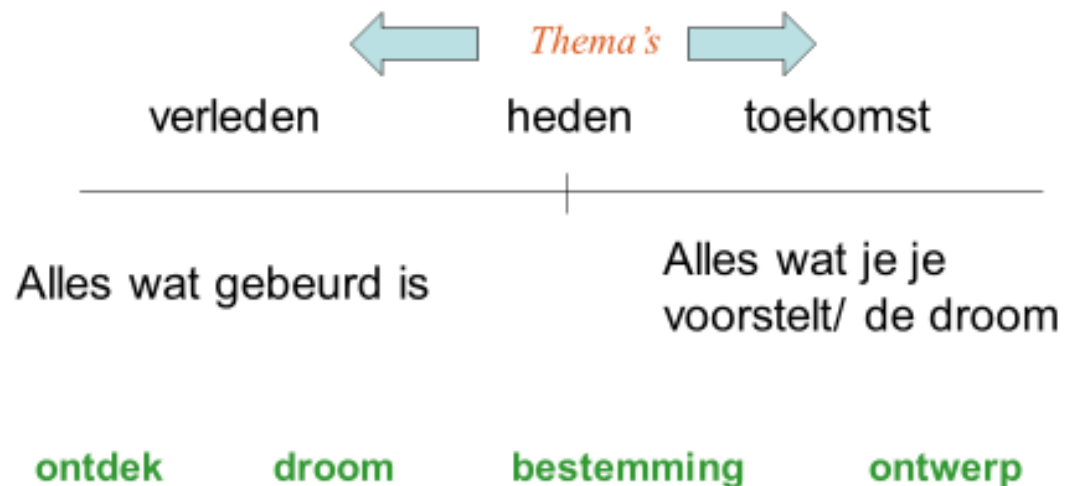 Thema's
verleden heden toekomst
Alles wat gebeurd is
Alles wat je je
voorstelt/ de droom
ontdek droom bestemming ontwerp